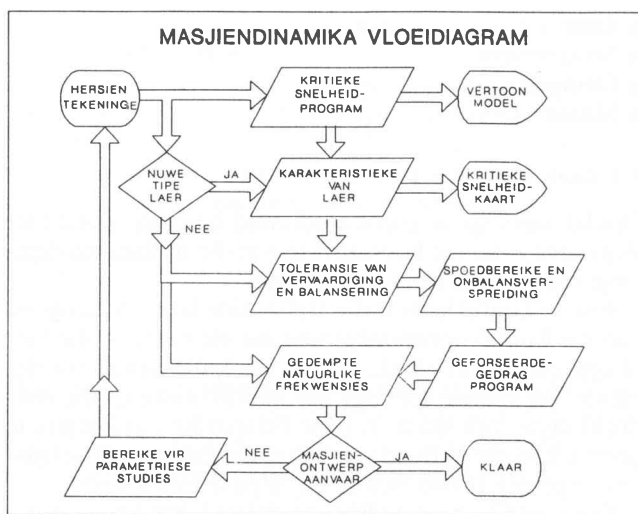 MASJIENDINAMIKA VLOEIDIAGRAM
HERSIEN
TEKENINGE
KRITIEKE
SNELHEID-
PROGRAM
VERTOON
MODEL
NUWE
TIPE
LAER
JA
NEE
KARAKTERISTIEKE
VAN
LAER
KRITIEKE
SNELHEID-
KAART
TOLERANSIE VAN
VERVAARDIGING
EN BALANSERING
SPOEDBEREIKE EN
ONBALANSVER-
SPREIDING
GEDEMPTE
NATUURLIKE
FREKWENSIES
GEFORSEERDE-
GEDRAG
PROGRAM
BEREIKE VIR
PARAMETRIESE
STUDIES
NEE
MASJIEN-
ONTWERP
AANVAAR
JA
KLAAR